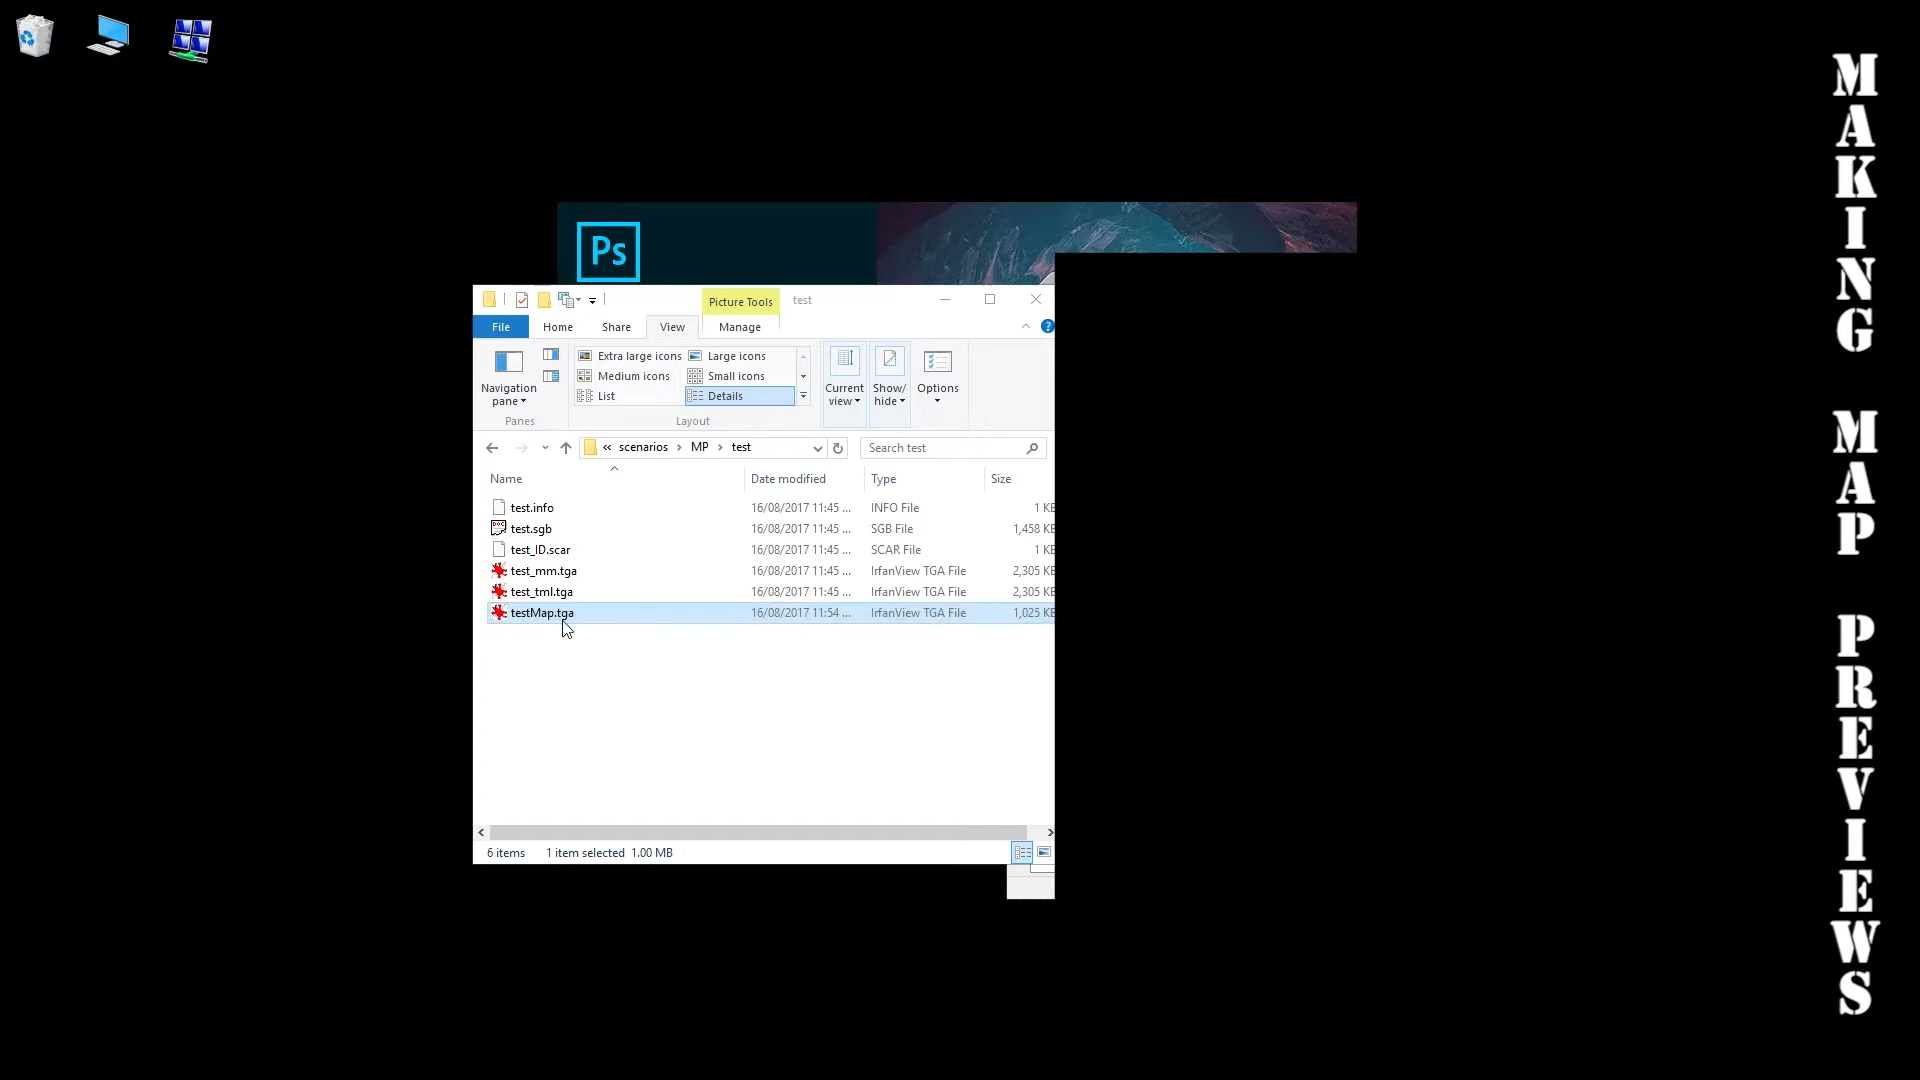 Ps
Picture Tools
test
File
Home
Share
View
Manage
?
Extra large icons
Large icons
Medium icons
Small icons
List
Details
Navigation
pane
Current
view
Show/
hide
Options
Panes
Layout
« scenarios > MP > test
Search test
Name
Date modified
Type
Size
test.info 16/08/2017 11:45 ... INFO File 1 KB
test.sgb 16/08/2017 11:45 ... SGB File 1,458 KB
test_ID.scar 16/08/2017 11:45 ... SCAR File 1 KB
test_mm.tga 16/08/2017 11:45 ... IrfanView TGA File 2,305 KB
test_tml.tga 16/08/2017 11:45 ... IrfanView TGA File 2,305 KB
testMap.tga 16/08/2017 11:54 ... IrfanView TGA File 1,025 KB
6 items
1 item selected 1.00 MB
MAKING MAP PREVIEWS